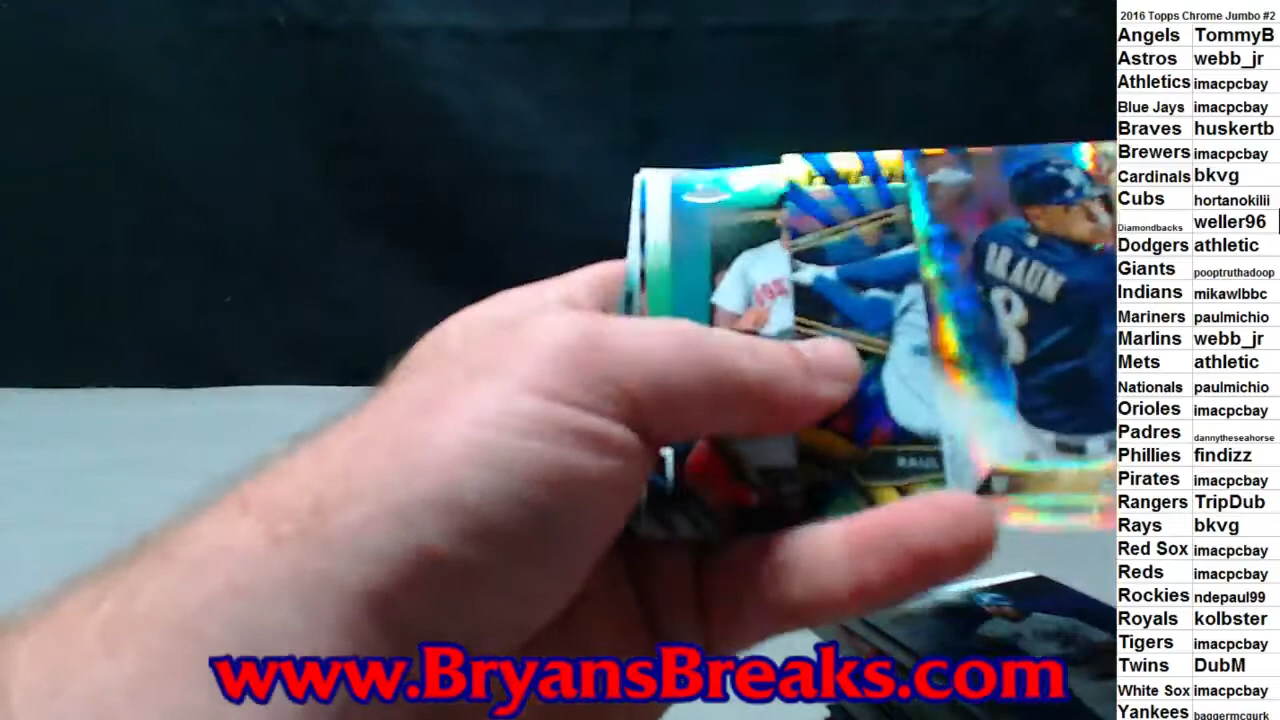 2016 Topps Chrome Jumbo #2
Angels TommyB
Astros webb_jr
Athletics imacpcbay
Blue Jays imacpcbay
Braves huskertb
Brewers imacpcbay
Cardinals bkvg
Cubs hortanokilii
Diamondbacks weller96
Dodgers athletic
Giants pooptruthadoop
Indians mikawlbbc
Mariners paulmichio
Marlins webb_jr
Mets athletic
Nationals paulmichio
Orioles imacpcbay
Padres dannytheseahorse
Phillies findizz
Pirates imacpcbay
Rangers TripDub
Rays bkvg
Red Sox imacpcbay
Reds imacpcbay
Rockies ndepaul99
Royals kolbster
Tigers imacpcbay
Twins DubM
White Sox imacpcbay
Yankees baggermcgurk
BRAUN
8
www.BryansBreaks.com